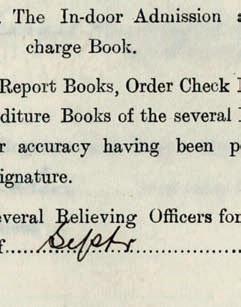 The In-door Admission a
charge Book.
Report Books, Order Check
diture Books of the several
r accuracy having been p
ignature.
everal Relieving Officers for
f ........ Septr ........